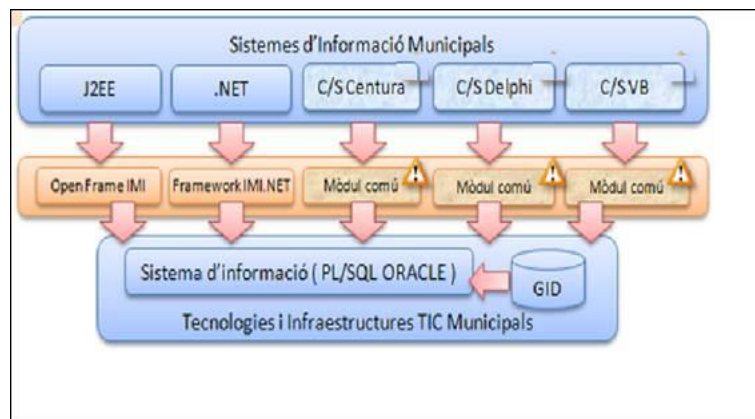 Sistemes d'Informació Municipals
J2EE
.NET
C/S Centura
C/S Delphi
C/S VB
Open Frame IMI
Framework IMI.NET
Mòdul comú
Mòdul comú
Mòdul comú
Sistema d'informació ( PL/SQL ORACLE )
GID
Tecnologies i Infraestructures TIC Municipals